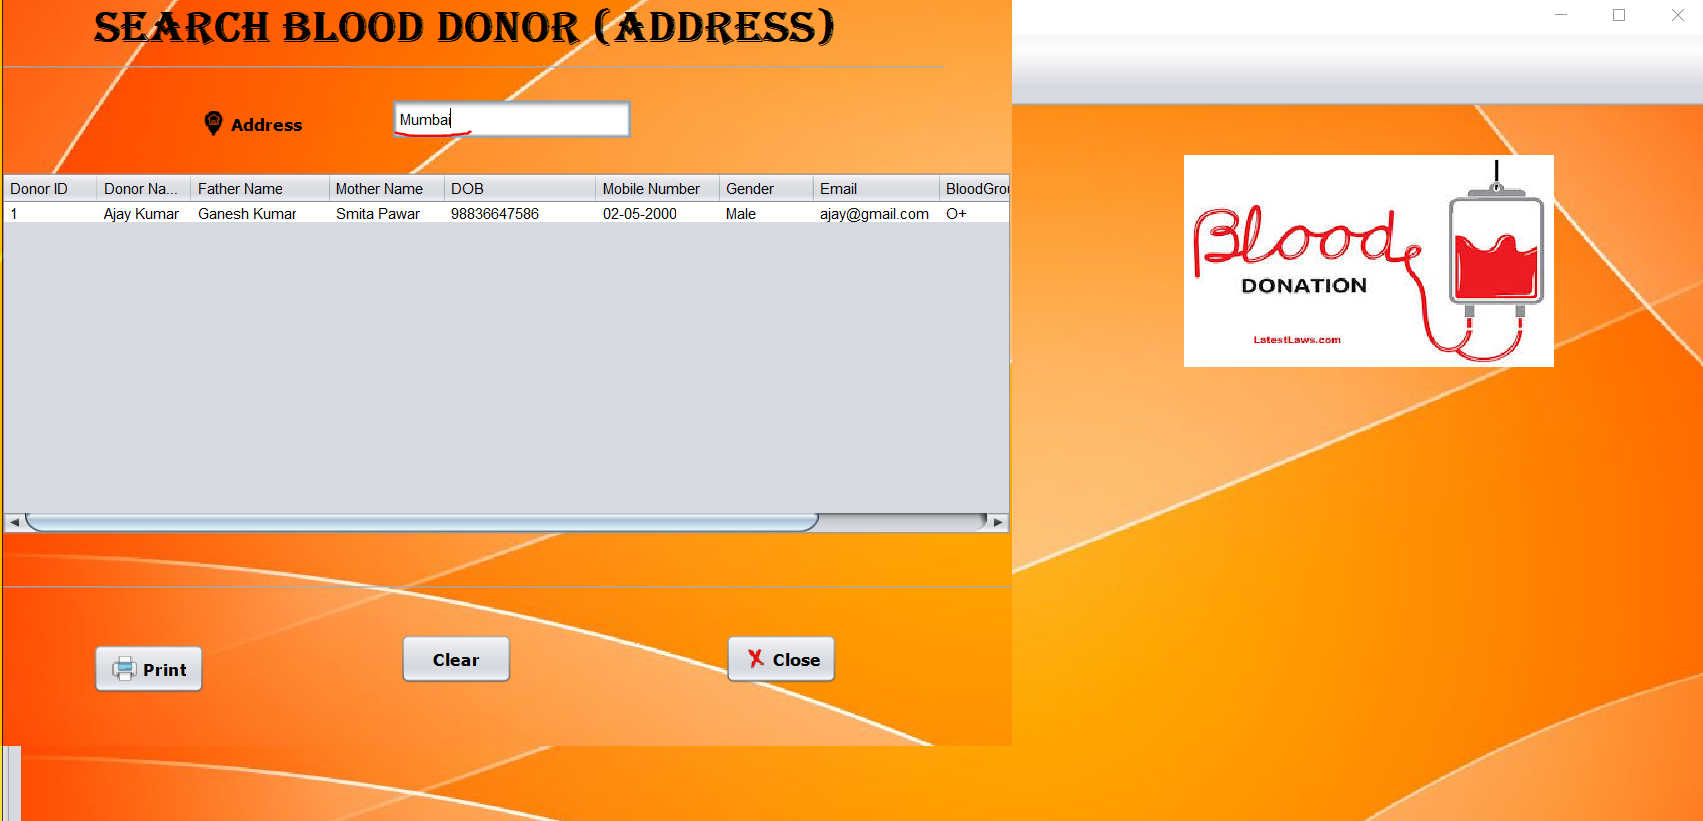 SEARCH BLOOD DONOR (ADDRESS)
Address Mumbai
Donor ID Donor Na... Father Name Mother Name DOB Mobile Number Gender Email BloodGrou
1 Ajay Kumar Ganesh Kumar Smita Pawar 98836647586 02-05-2000 Male ajay@gmail.com O+
Print Clear Close
Blood
DONATION
LatestLaws.com